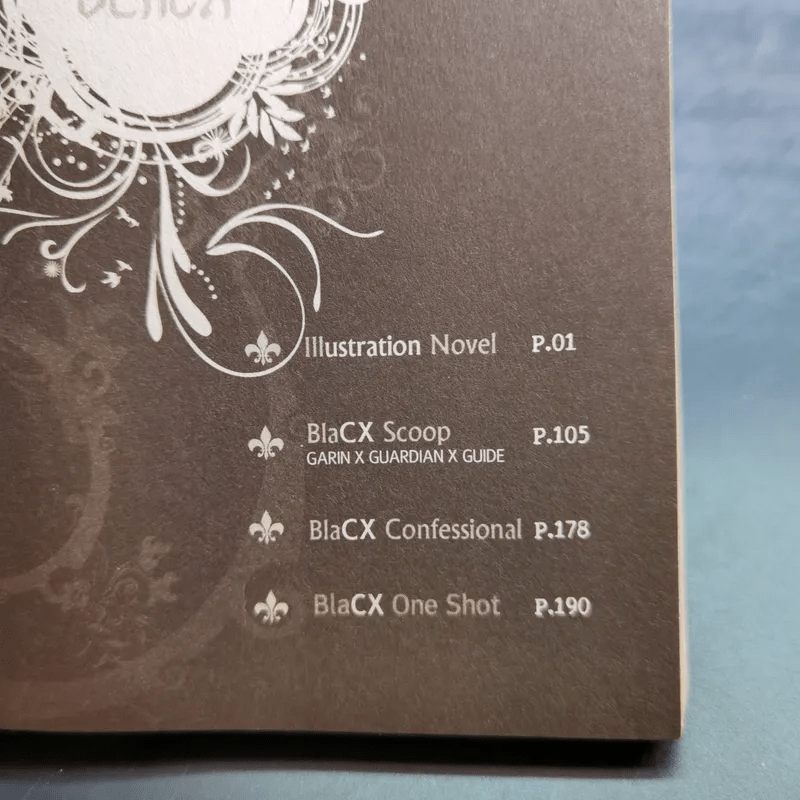 Illustration Novel P.01
BlaCX Scoop P.105
GARIN X GUARDIAN X GUIDE
BlaCX Confessional P.178
BlaCX One Shot P.190